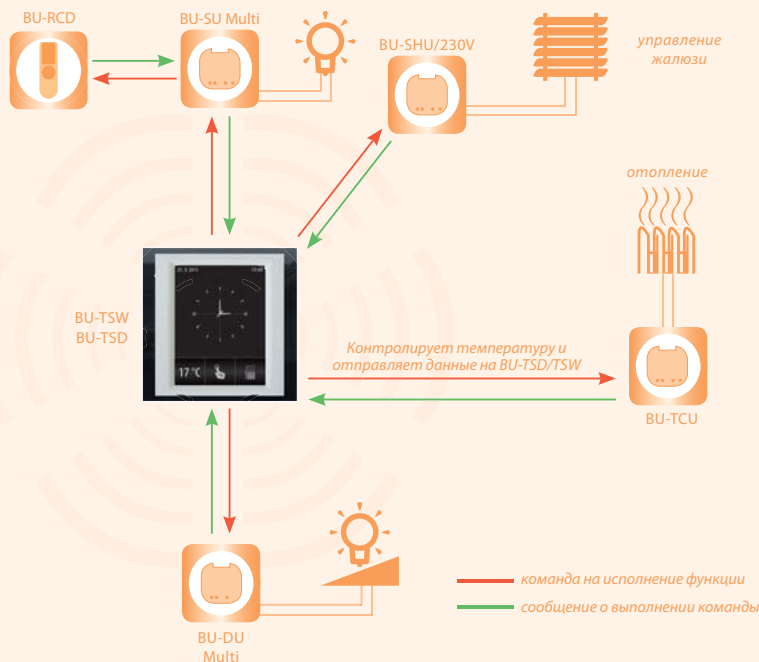 BU-RCD
BU-SU Multi
BU-SHU/230V
управление
жалюзи
отопление
BU-TSW
BU-TSD
17°C
Контролирует температуру и
отправляет данные на BU-TSD/TSW
BU-TCU
BU-DU
Multi
команда на исполнение функции
сообщение о выполнении команды